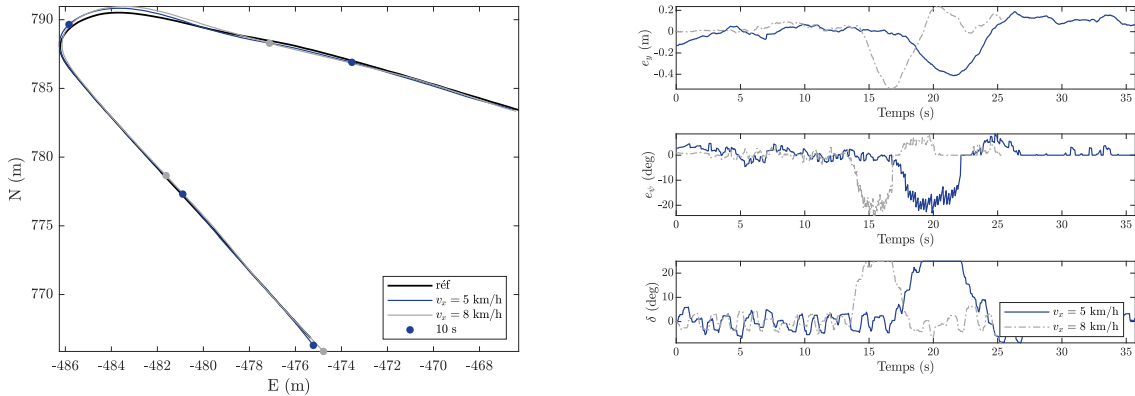 790
785
780
775
770
N (m)
-486 -484 -482 -480 -478 -476 -474 -472 -470 -468
E (m)
réf
v_x = 5 km/h
v_x = 8 km/h
10 s
0.2
0
-0.2
-0.4
e_y (m)
0 5 10 15 20 25 30 35
Temps (s)
0
-10
-20
e_ψ (deg)
0 5 10 15 20 25 30 35
Temps (s)
20
10
0
δ (deg)
v_x = 5 km/h
v_x = 8 km/h
0 5 10 15 20 25 30 35
Temps (s)